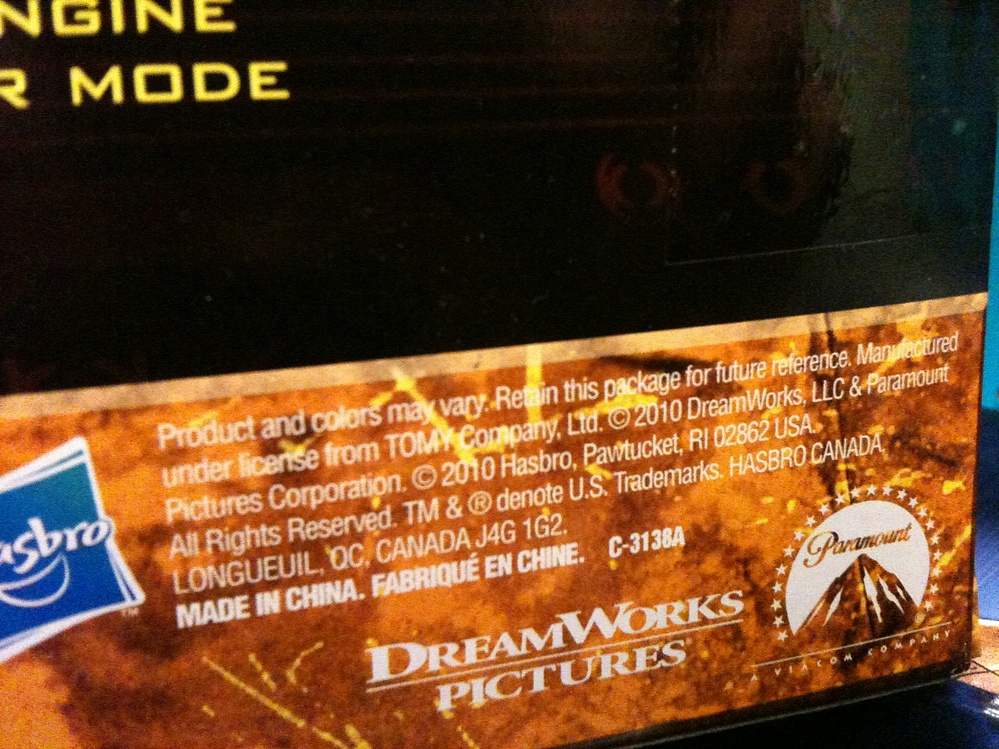 NGINE
R MODE
Product and colors may vary. Retain this package for future reference. Manufactured
under license from TOMY Company, Ltd. © 2010 DreamWorks, LLC & Paramount
Pictures Corporation. © 2010 Hasbro, Pawtucket, RI 02862 USA.
All Rights Reserved. TM & ® denote U.S. Trademarks. HASBRO CANADA,
LONGUEUIL, QC, CANADA J4G 1G2.
MADE IN CHINA. FABRIQUÉ EN CHINE. C-3138A
asbro
TM
DREAMWORKS
PICTURES
Paramount
A VIACOM COMPANY